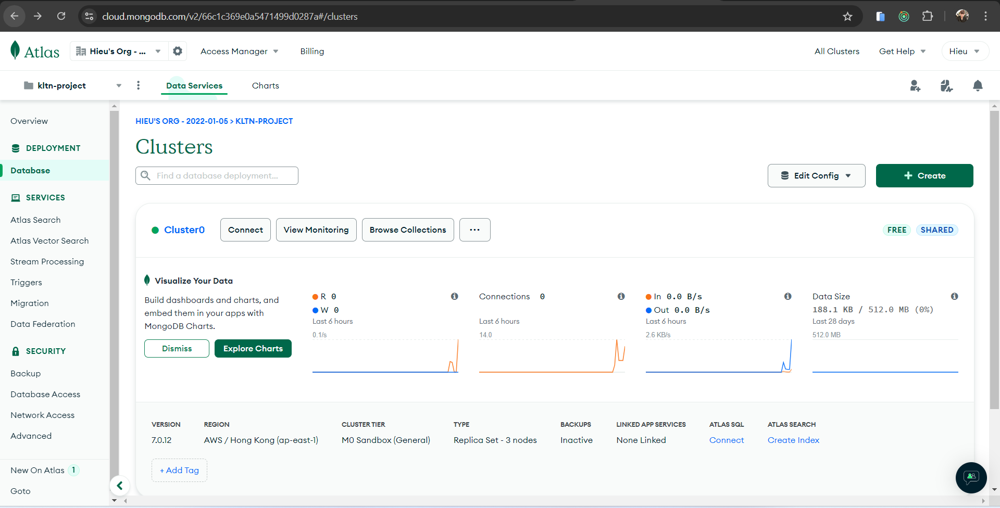 cloud.mongodb.com/v2/66c1c369e0a5471499d0287a#/clusters
Atlas
Hieu's Org - ...
Access Manager
Billing
All Clusters
Get Help
Hieu
kltn-project
Data Services
Charts
Overview
DEPLOYMENT
Database
SERVICES
Atlas Search
Atlas Vector Search
Stream Processing
Triggers
Migration
Data Federation
SECURITY
Backup
Database Access
Network Access
Advanced
New On Atlas 1
Goto
HIEU'S ORG - 2022-01-05 > KLTN-PROJECT
Clusters
Find a database deployment...
Edit Config
+ Create
Cluster0
Connect
View Monitoring
Browse Collections
...
FREE
SHARED
Visualize Your Data
Build dashboards and charts, and
embed them in your apps with
MongoDB Charts.
Dismiss
Explore Charts
R 0
W 0
Last 6 hours
0.1/s
Connections 0
Last 6 hours
14.0
In 0.0 B/s
Out 0.0 B/s
Last 6 hours
2.6 KB/s
Data Size
188.1 KB / 512.0 MB (0%)
Last 28 days
512.0 MB
VERSION
7.0.12
REGION
AWS / Hong Kong (ap-east-1)
CLUSTER TIER
M0 Sandbox (General)
TYPE
Replica Set - 3 nodes
BACKUPS
Inactive
LINKED APP SERVICES
None Linked
ATLAS SQL
Connect
ATLAS SEARCH
Create Index
+ Add Tag